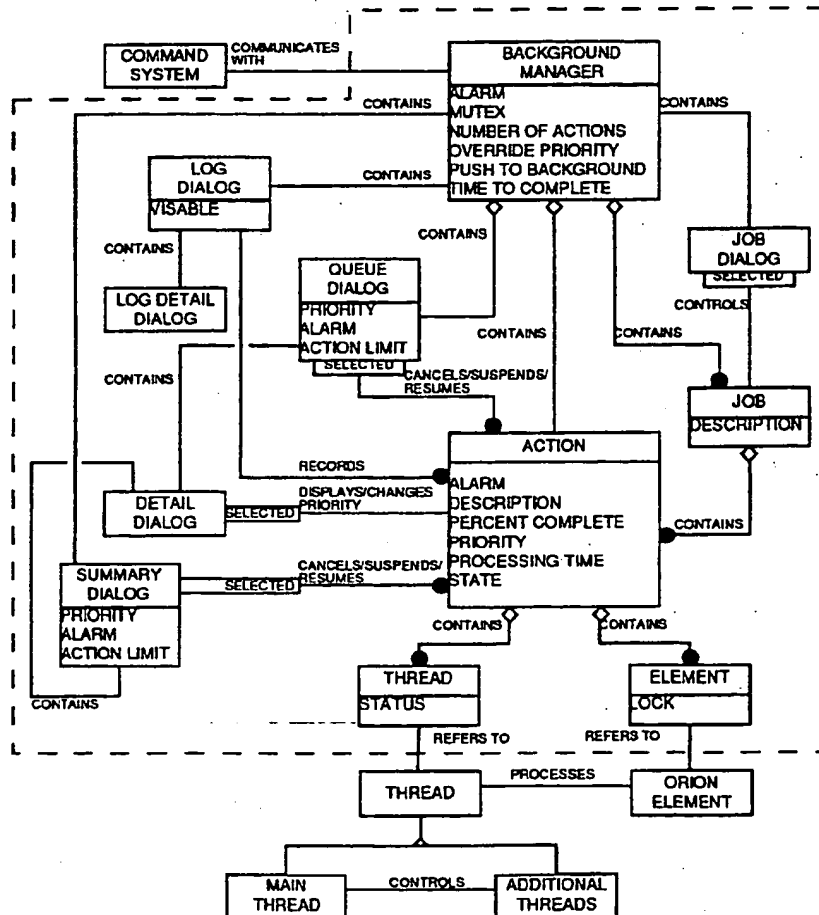 COMMAND
SYSTEM
COMMUNICATES
WITH
BACKGROUND
MANAGER
ALARM
MUTEX
NUMBER OF ACTIONS
OVERRIDE PRIORITY
PUSH TO BACKGROUND
TIME TO COMPLETE
CONTAINS
CONTAINS
LOG
DIALOG
VISABLE
CONTAINS
CONTAINS
LOG DETAIL
DIALOG
QUEUE
DIALOG
PRIORITY
ALARM
ACTION LIMIT
SELECTED
CONTAINS
CONTAINS
CONTAINS
JOB
DIALOG
SELECTED
CONTROLS
CONTAINS
CANCELS/SUSPENDS/
RESUMES
JOB
DESCRIPTION
ACTION
ALARM
DESCRIPTION
PERCENT COMPLETE
PRIORITY
PROCESSING TIME
STATE
RECORDS
CONTAINS
DETAIL
DIALOG
SELECTED
DISPLAYS/CHANGES
PRIORITY
SUMMARY
DIALOG
PRIORITY
ALARM
ACTION LIMIT
SELECTED
CANCELS/SUSPENDS/
RESUMES
CONTAINS
CONTAINS
CONTAINS
THREAD
STATUS
ELEMENT
LOCK
REFERS TO
REFERS TO
THREAD
PROCESSES
ORION
ELEMENT
MAIN
THREAD
CONTROLS
ADDITIONAL
THREADS